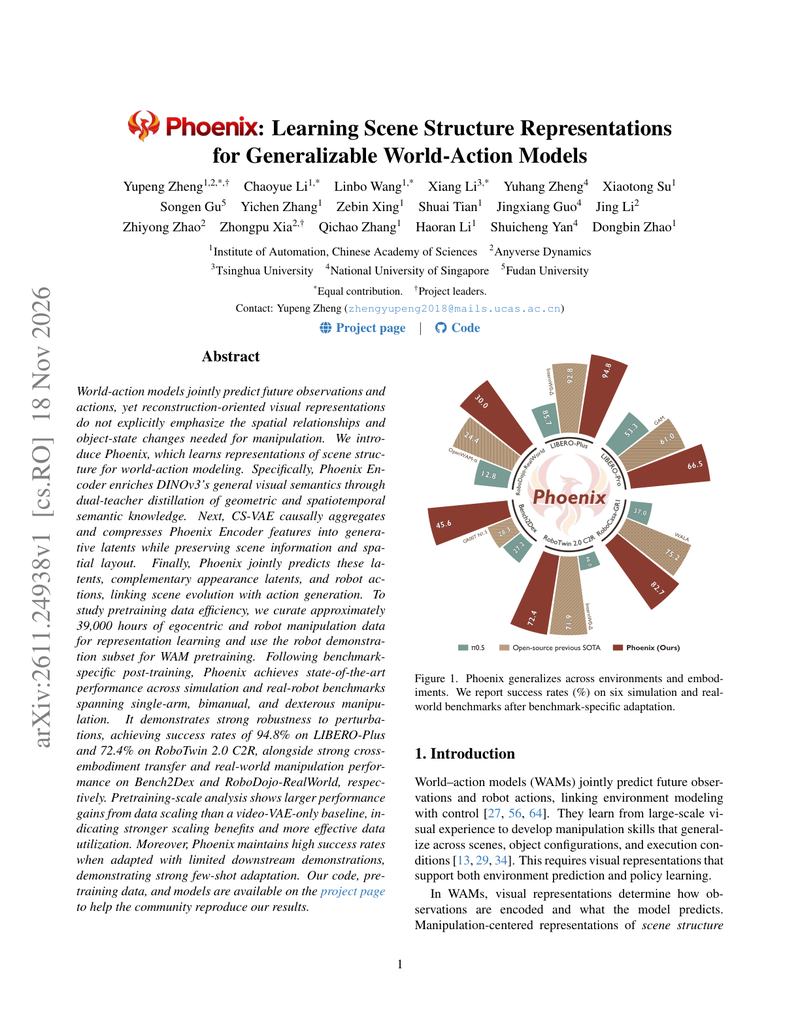 Phoenix: Learning Scene Structure Representations
for Generalizable World-Action Models
Yupeng Zheng1,2,*,† Chaoyue Li1,* Linbo Wang1,* Xiang Li3,* Yuhang Zheng4 Xiaotong Su1
Songen Gu5 Yichen Zhang1 Zebin Xing1 Shuai Tian1 Jingxiang Guo4 Jing Li2
Zhiyong Zhao2 Zhongpu Xia2,† Qichao Zhang1 Haoran Li1 Shuicheng Yan4 Dongbin Zhao1
1Institute of Automation, Chinese Academy of Sciences 2Anyverse Dynamics
3Tsinghua University 4National University of Singapore 5Fudan University
*Equal contribution. †Project leaders.
Contact: Yupeng Zheng (zhengyupeng2018@mails.ucas.ac.cn)
Project page | Code
arXiv:2611.24938v1 [cs.RO] 18 Nov 2026
Abstract
World-action models jointly predict future observations and
actions, yet reconstruction-oriented visual representations
do not explicitly emphasize the spatial relationships and
object-state changes needed for manipulation. We intro-
duce Phoenix, which learns representations of scene struc-
ture for world-action modeling. Specifically, Phoenix En-
coder enriches DINOv3's general visual semantics through
dual-teacher distillation of geometric and spatiotemporal
semantic knowledge. Next, CS-VAE causally aggregates
and compresses Phoenix Encoder features into genera-
tive latents while preserving scene information and spa-
tial layout. Finally, Phoenix jointly predicts these la-
tents, complementary appearance latents, and robot ac-
tions, linking scene evolution with action generation. To
study pretraining data efficiency, we curate approximately
39,000 hours of egocentric and robot manipulation data
for representation learning and use the robot demonstra-
tion subset for WAM pretraining. Following benchmark-
specific post-training, Phoenix achieves state-of-the-art
performance across simulation and real-robot benchmarks
spanning single-arm, bimanual, and dexterous manipu-
lation. It demonstrates strong robustness to perturba-
tions, achieving success rates of 94.8% on LIBERO-Plus
and 72.4% on RoboTwin 2.0 C2R, alongside strong cross-
embodiment transfer and real-world manipulation perfor-
mance on Bench2Dex and RoboDojo-RealWorld, respec-
tively. Pretraining-scale analysis shows larger performance
gains from data scaling than a video-VAE-only baseline, in-
dicating stronger scaling benefits and more effective data
utilization. Moreover, Phoenix maintains high success rates
when adapted with limited downstream demonstrations,
demonstrating strong few-shot adaptation. Our code, pre-
training data, and models are available on the project page
to help the community reproduce our results.
LIBERO-Plus
85.7
92.8
94.8
LIBERO-Pro
53.3
GAM
61.0
66.5
RoboCasa-GR1
37.0
WALA
75.2
82.7
RoboTwin 2.0 C2R
71.9
72.4
Bench2Dex
45.6
RoboDojo-RealWorld
12.8
24.4
30.0
Phoenix
π0.5
Open-source previous SOTA
Phoenix (Ours)
Figure 1. Phoenix generalizes across environments and embod-
iments. We report success rates (%) on six simulation and real-
world benchmarks after benchmark-specific adaptation.
1. Introduction
World–action models (WAMs) jointly predict future obser-
vations and robot actions, linking environment modeling
with control [27, 56, 64]. They learn from large-scale vi-
sual experience to develop manipulation skills that general-
ize across scenes, object configurations, and execution con-
ditions [13, 29, 34]. This requires visual representations that
support both environment prediction and policy learning.
In WAMs, visual representations determine how ob-
servations are encoded and what the model predicts.
Manipulation-centered representations of scene structure
1